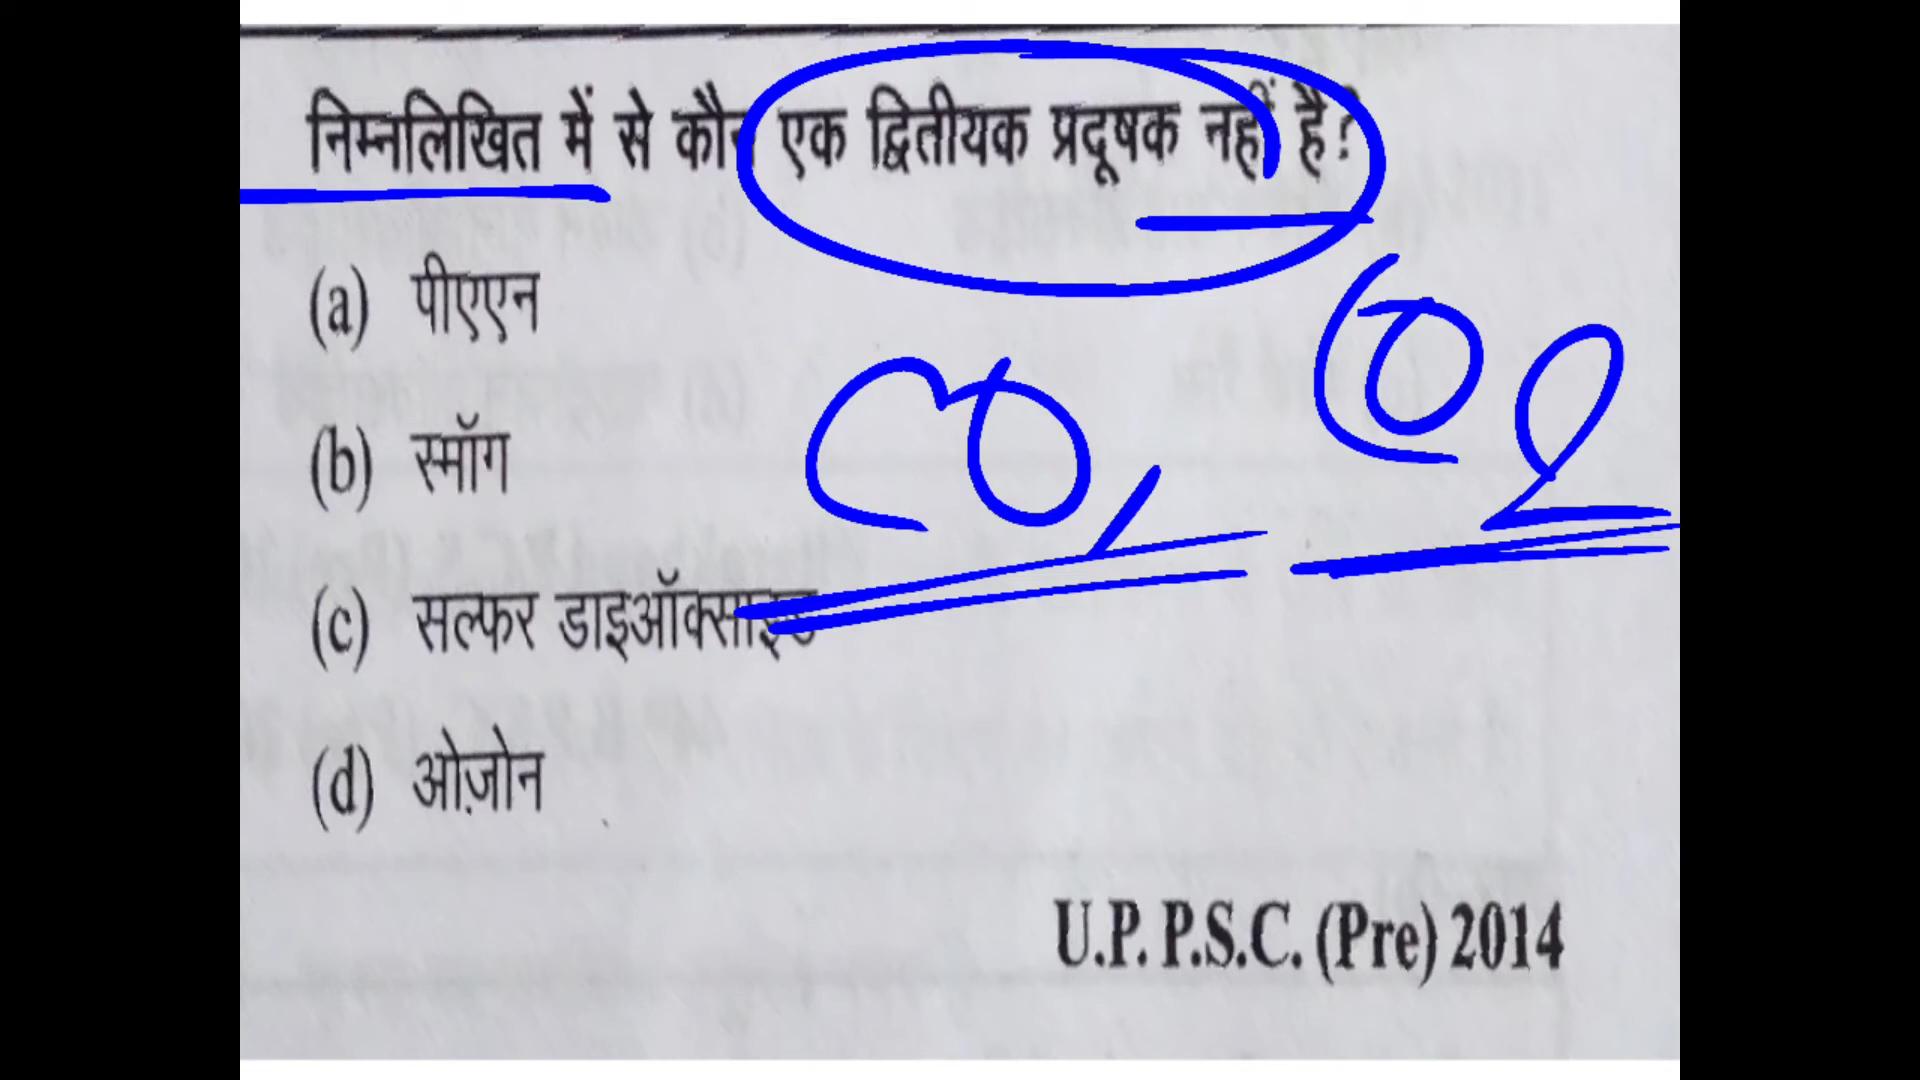 निम्नलिखित में से कौन एक द्वितीयक प्रदूषक नहीं है?
(a) पीएएन
(b) स्मॉग
CO, CO2
(c) सल्फर डाइऑक्साइड
(d) ओज़ोन
U.P. P.S.C. (Pre) 2014